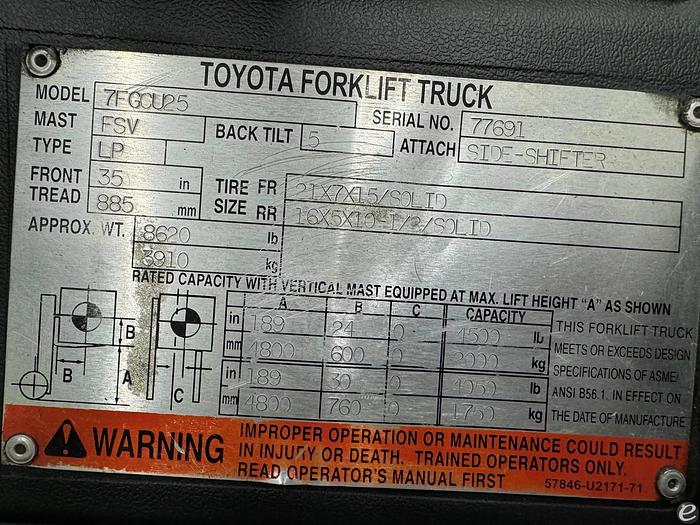 TOYOTA FORKLIFT TRUCK
MODEL 7FGCU25 SERIAL NO. 77691
MAST FSV BACK TILT 5 ATTACH SIDE-SHIFTER
TYPE LP
FRONT TREAD 35 in 885 mm
TIRE SIZE FR 21X7X15/SOLID
RR 16X5X10-1/2/SOLID
APPROX. WT. 8620 lb
3910 kg
RATED CAPACITY WITH VERTICAL MAST EQUIPPED AT MAX. LIFT HEIGHT "A" AS SHOWN
A B C CAPACITY
in 189 24 0 4500 lb
mm 4800 600 0 2000 kg
in 189 30 0 4050 lb
mm 4800 760 0 1750 kg
B
B A C
THIS FORKLIFT TRUCK
MEETS OR EXCEEDS DESIGN
SPECIFICATIONS OF ASME/
ANSI B56.1. IN EFFECT ON
THE DATE OF MANUFACTURE
WARNING
IMPROPER OPERATION OR MAINTENANCE COULD RESULT
IN INJURY OR DEATH. TRAINED OPERATORS ONLY.
READ OPERATOR'S MANUAL FIRST
57846-U2171-71
e